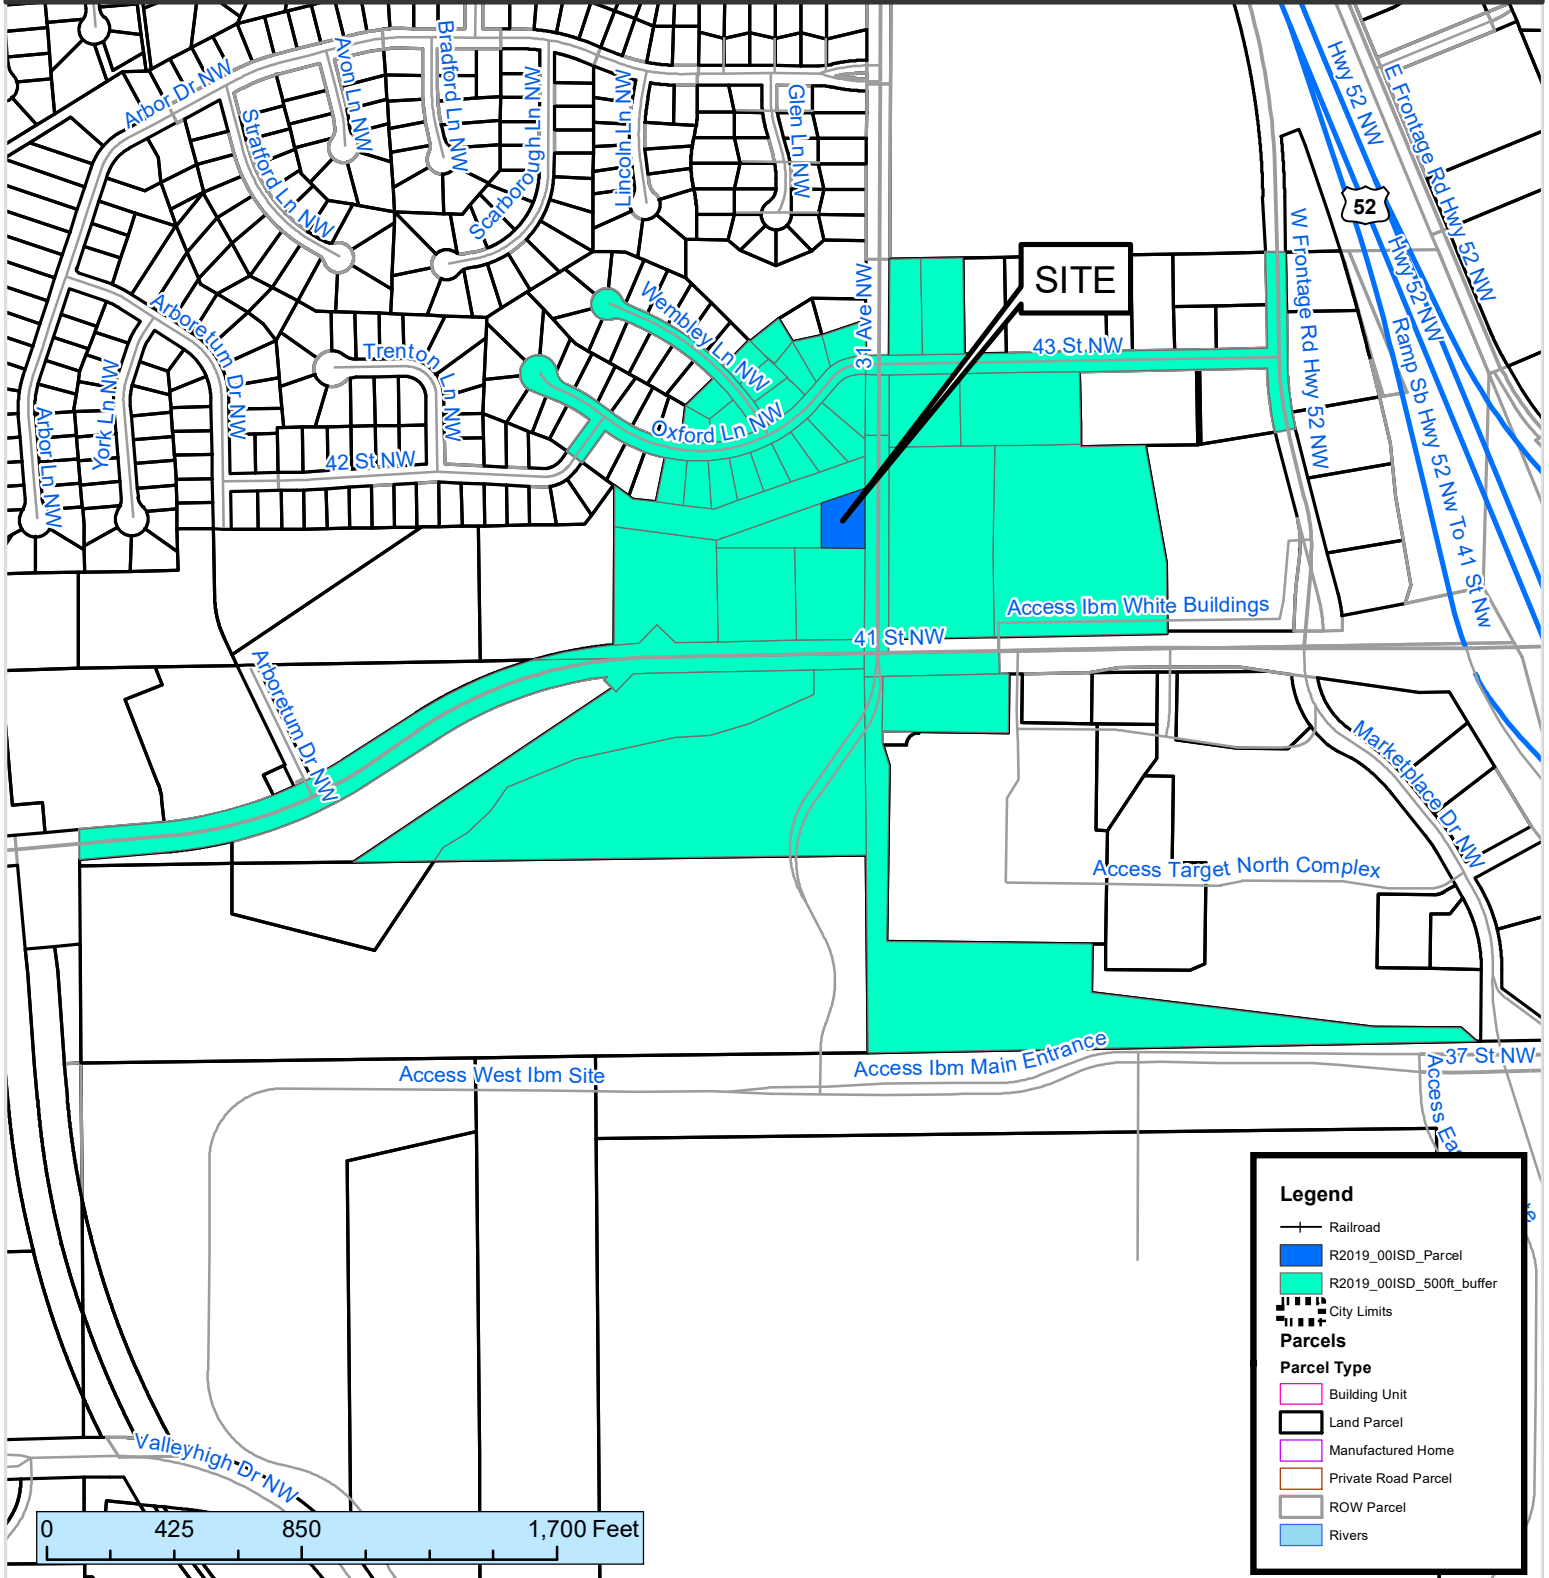 Arbor Dr NW
Avon Ln NW
Bradford Ln NW
Stratford Ln NW
Scarborough Ln NW
Lincoln Ln NW
Glen Ln NW
Hwy 52 NW
E Frontage Rd Hwy 52 NW
52
Hwy 52 NW
W Frontage Rd Hwy 52 NW
Ramp Sb Hwy 52 Nw To 41 St Nw
SITE
31 Ave NW
43 St NW
Wembley Ln NW
Oxford Ln NW
Arboretum Dr NW
Trenton Ln NW
York Ln NW
Arbor Ln NW
42 St NW
Access Ibm White Buildings
41 St NW
Arboretum Dr NW
Marketplace Dr NW
Access Target North Complex
Access Ibm Main Entrance
37 St NW
Access West Ibm Site
Access Eas
te
Valleyhigh Dr NW
0 425 850 1,700 Feet
Legend
Railroad
R2019_00ISD_Parcel
R2019_00ISD_500ft_buffer
City Limits
Parcels
Parcel Type
Building Unit
Land Parcel
Manufactured Home
Private Road Parcel
ROW Parcel
Rivers